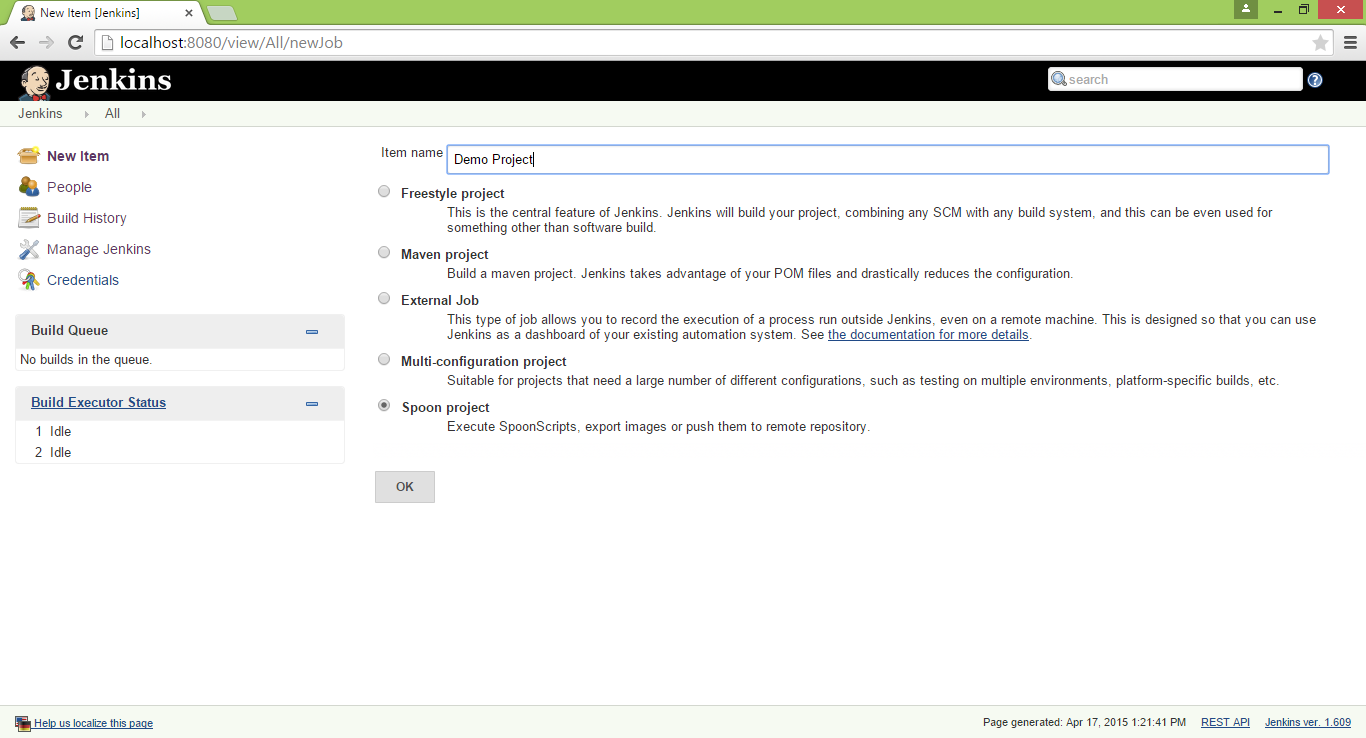 New Item [Jenkins]
localhost:8080/view/All/newJob
Jenkins
search
Jenkins
All
New Item
People
Build History
Manage Jenkins
Credentials
Build Queue
No builds in the queue.
Build Executor Status
1 Idle
2 Idle
Item name
Demo Project
Freestyle project
This is the central feature of Jenkins. Jenkins will build your project, combining any SCM with any build system, and this can be even used for
something other than software build.
Maven project
Build a maven project. Jenkins takes advantage of your POM files and drastically reduces the configuration.
External Job
This type of job allows you to record the execution of a process run outside Jenkins, even on a remote machine. This is designed so that you can use
Jenkins as a dashboard of your existing automation system. See the documentation for more details.
Multi-configuration project
Suitable for projects that need a large number of different configurations, such as testing on multiple environments, platform-specific builds, etc.
Spoon project
Execute SpoonScripts, export images or push them to remote repository.
OK
Help us localize this page
Page generated: Apr 17, 2015 1:21:41 PM
REST API
Jenkins ver. 1.609